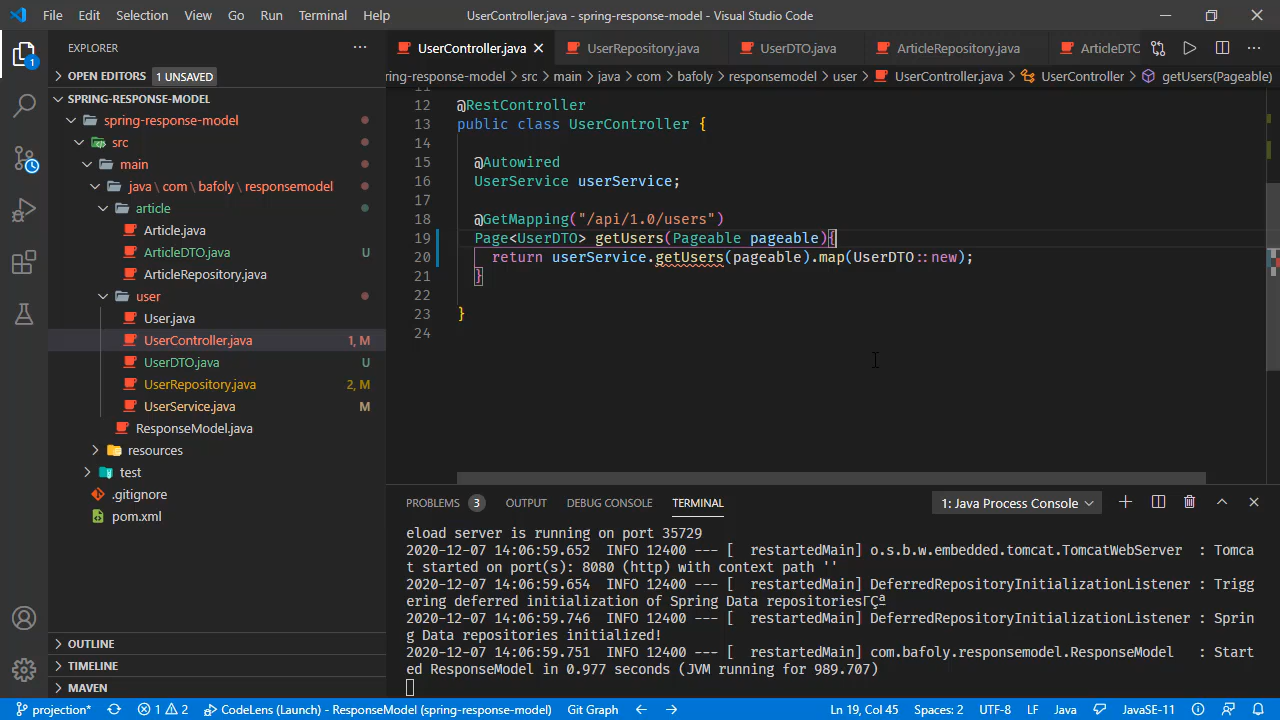 File Edit Selection View Go Run Terminal Help UserController.java - spring-response-model - Visual Studio Code
EXPLORER
OPEN EDITORS 1 UNSAVED
SPRING-RESPONSE-MODEL
spring-response-model
src
main
java \ com \ bafoly \ responsemodel
article
Article.java
ArticleDTO.java U
ArticleRepository.java
user
User.java
UserController.java 1, M
UserDTO.java U
UserRepository.java 2, M
UserService.java M
ResponseModel.java
resources
test
.gitignore
pom.xml
OUTLINE
TIMELINE
MAVEN
1
UserController.java UserRepository.java UserDTO.java ArticleRepository.java ArticleDTO
ring-response-model > src > main > java > com > bafoly > responsemodel > user > UserController.java > UserController > getUsers(Pageable)
11
12 @RestController
13 public class UserController {
14
15 @Autowired
16 UserService userService;
17
18 @GetMapping("/api/1.0/users")
19 Page<UserDTO> getUsers(Pageable pageable){
20 return userService.getUsers(pageable).map(UserDTO::new);
21 }
22
23 }
24
PROBLEMS 3 OUTPUT DEBUG CONSOLE TERMINAL 1: Java Process Console
eload server is running on port 35729
2020-12-07 14:06:59.652 INFO 12400 --- [ restartedMain] o.s.b.w.embedded.tomcat.TomcatWebServer : Tomca
t started on port(s): 8080 (http) with context path ''
2020-12-07 14:06:59.654 INFO 12400 --- [ restartedMain] DeferredRepositoryInitializationListener : Trigg
ering deferred initialization of Spring Data repositoriesΓÇª
2020-12-07 14:06:59.746 INFO 12400 --- [ restartedMain] DeferredRepositoryInitializationListener : Sprin
g Data repositories initialized!
2020-12-07 14:06:59.751 INFO 12400 --- [ restartedMain] com.bafoly.responsemodel.ResponseModel : Start
ed ResponseModel in 0.977 seconds (JVM running for 989.707)
projection* 1 2 CodeLens (Launch) - ResponseModel (spring-response-model) Git Graph Ln 19, Col 45 Spaces: 2 UTF-8 LF Java JavaSE-11